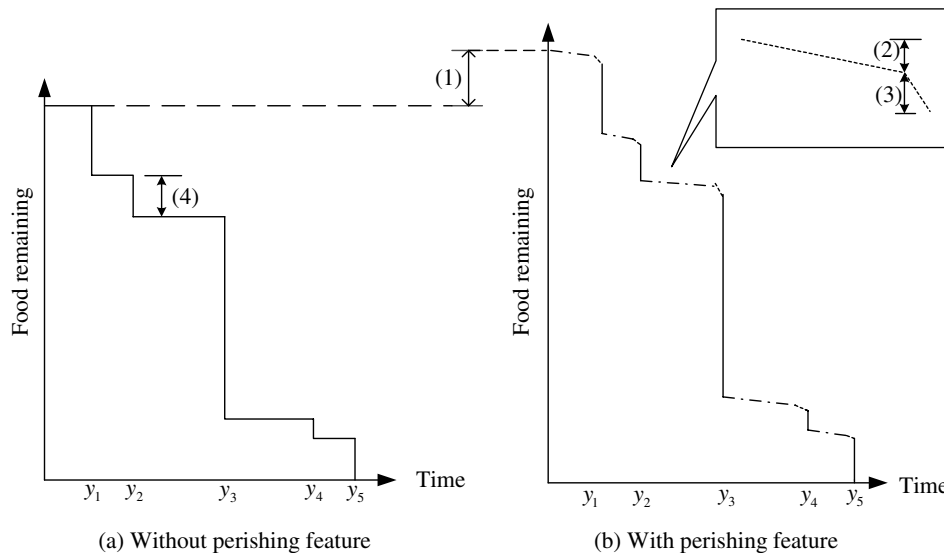 (1)
(2)
(3)
(4)
Food remaining
y1 y2 y3 y4 y5 Time
(a) Without perishing feature
Food remaining
y1 y2 y3 y4 y5 Time
(b) With perishing feature